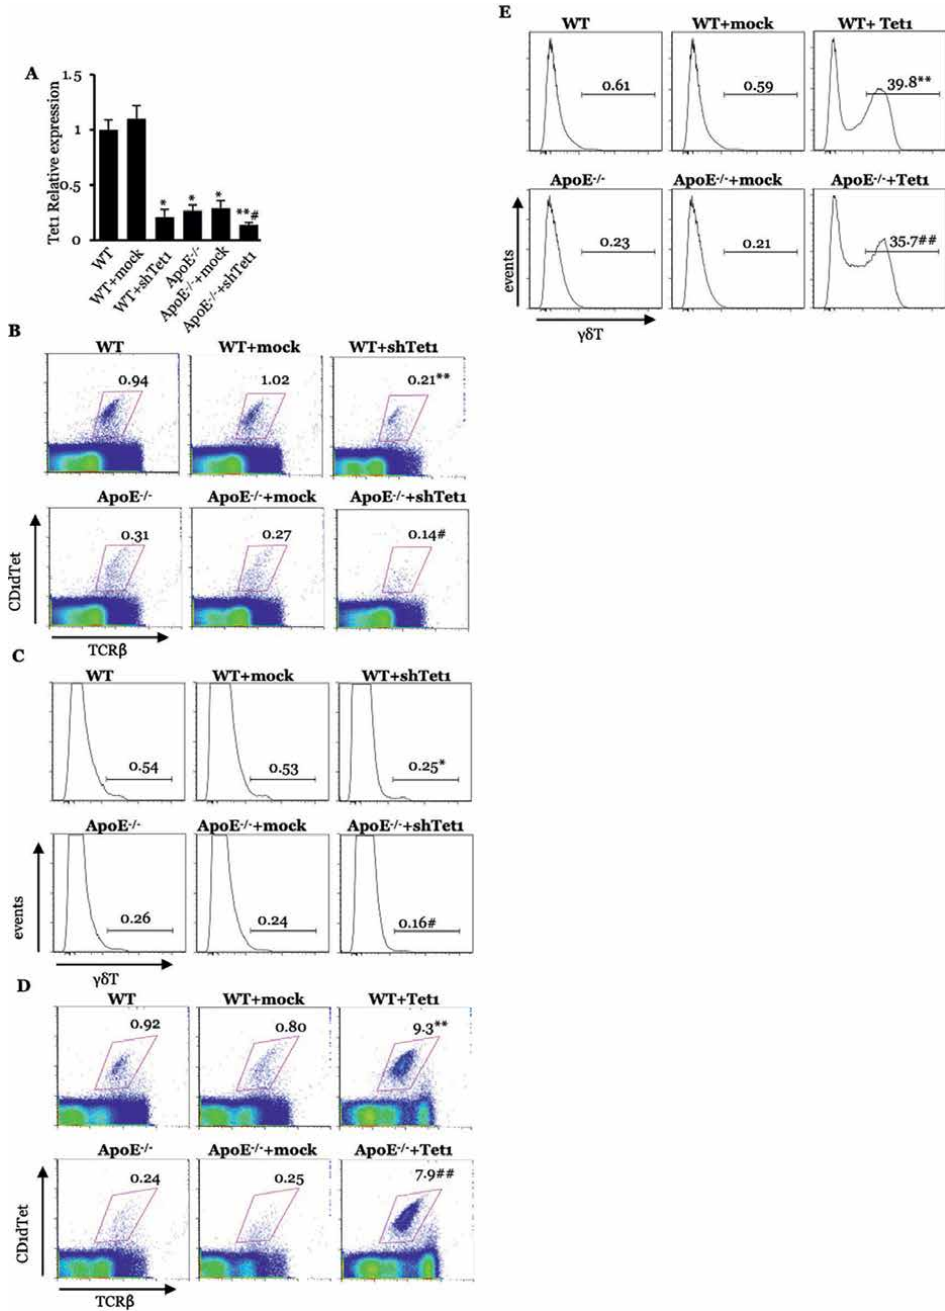 A
Tet1 Relative expression
1.5
1
0.5
0
*
*
*
**#
WT
WT+mock
WT+shTet1
ApoE-/-
ApoE-/-+mock
ApoE-/-+shTet1
B
WT
WT+mock
WT+shTet1
0.94
1.02
0.21**
ApoE-/-
ApoE-/-+mock
ApoE-/-+shTet1
0.31
0.27
0.14#
CD1dTet
TCRβ
C
WT
WT+mock
WT+shTet1
0.54
0.53
0.25*
ApoE-/-
ApoE-/-+mock
ApoE-/-+shTet1
0.26
0.24
0.16#
events
γδT
D
WT
WT+mock
WT+Tet1
0.92
0.80
9.3**
ApoE-/-
ApoE-/-+mock
ApoE-/-+Tet1
0.24
0.25
7.9##
CD1dTet
TCRβ
E
WT
WT+mock
WT+ Tet1
0.61
0.59
39.8**
ApoE-/-
ApoE-/-+mock
ApoE-/-+Tet1
0.23
0.21
35.7##
events
γδT